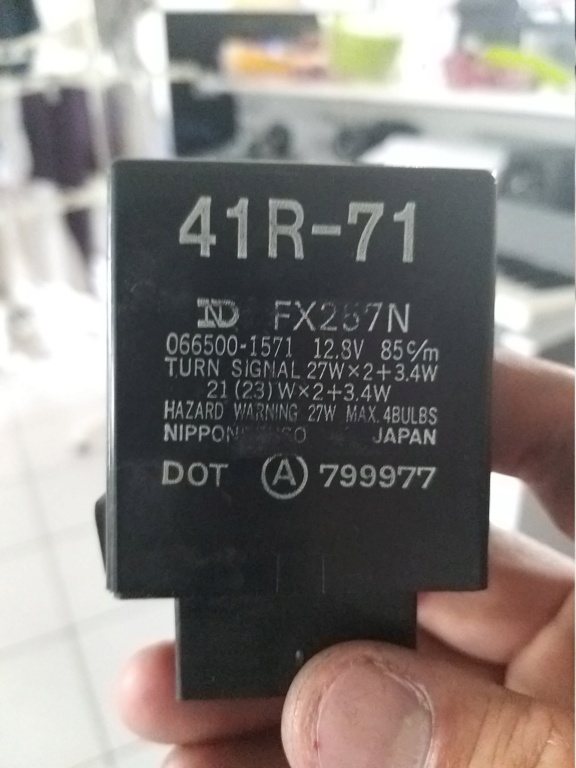 41R-71
ND FX257N
066500-1571 12.8V 85c/m
TURN SIGNAL 27W×2+3.4W
21(23)W×2+3.4W
HAZARD WARNING 27W MAX.4BULBS
JAPAN
DOT Ⓐ 799977